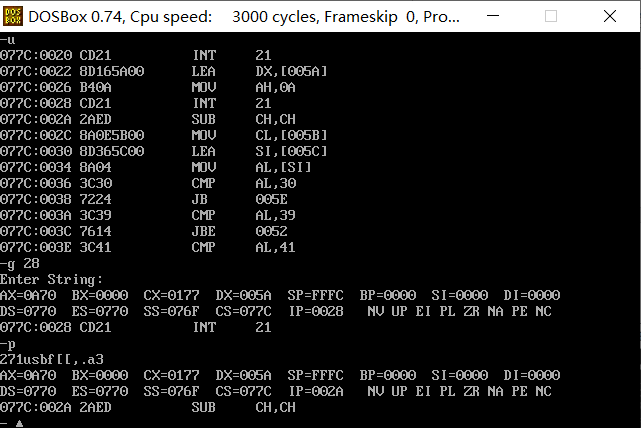 DOS BOX DOSBox 0.74, Cpu speed: 3000 cycles, Frameskip 0, Pro...
-u
077C:0020 CD21 INT 21
077C:0022 8D165A00 LEA DX,[005A]
077C:0026 B40A MOV AH,0A
077C:0028 CD21 INT 21
077C:002A 2AED SUB CH,CH
077C:002C 8A0E5B00 MOV CL,[005B]
077C:0030 8D365C00 LEA SI,[005C]
077C:0034 8A04 MOV AL,[SI]
077C:0036 3C30 CMP AL,30
077C:0038 7224 JB 005E
077C:003A 3C39 CMP AL,39
077C:003C 7614 JBE 0052
077C:003E 3C41 CMP AL,41
-g 28
Enter String:
AX=0A70 BX=0000 CX=0177 DX=005A SP=FFFC BP=0000 SI=0000 DI=0000
DS=0770 ES=0770 SS=076F CS=077C IP=0028 NV UP EI PL ZR NA PE NC
077C:0028 CD21 INT 21
-p
271usbf[[,.a3
AX=0A70 BX=0000 CX=0177 DX=005A SP=FFFC BP=0000 SI=0000 DI=0000
DS=0770 ES=0770 SS=076F CS=077C IP=002A NV UP EI PL ZR NA PE NC
077C:002A 2AED SUB CH,CH
-